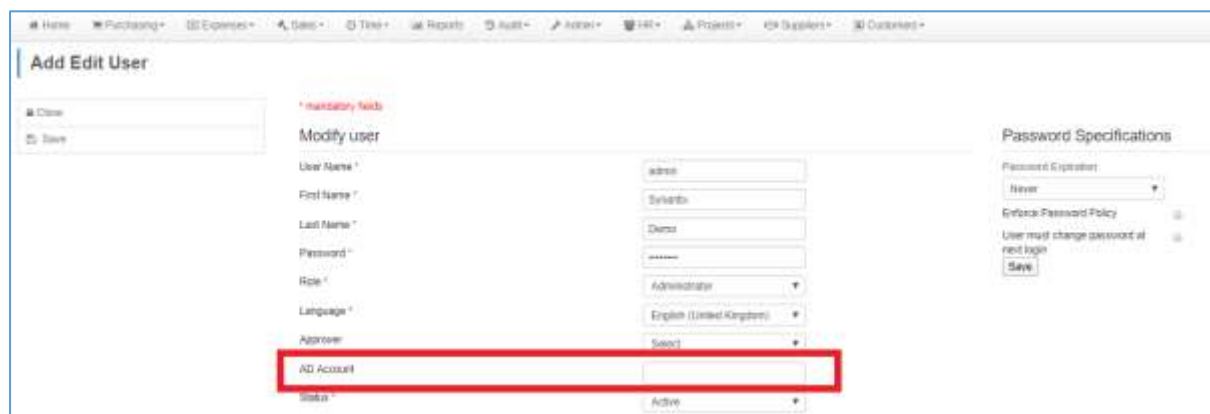 Home Purchasing Expenses Sales Time Reports Audit Admin HR Projects Suppliers Customers
Add Edit User
Close
Save
* mandatory fields
Modify user
User Name * admin
First Name *
Last Name * Demo
Password * •••••••
Role * Administrator
Language * English (United Kingdom)
Approver Select
AD Account
Status * Active
Password Specifications
Password Expiration
Never
Enforce Password Policy
User must change password at
next login
Save